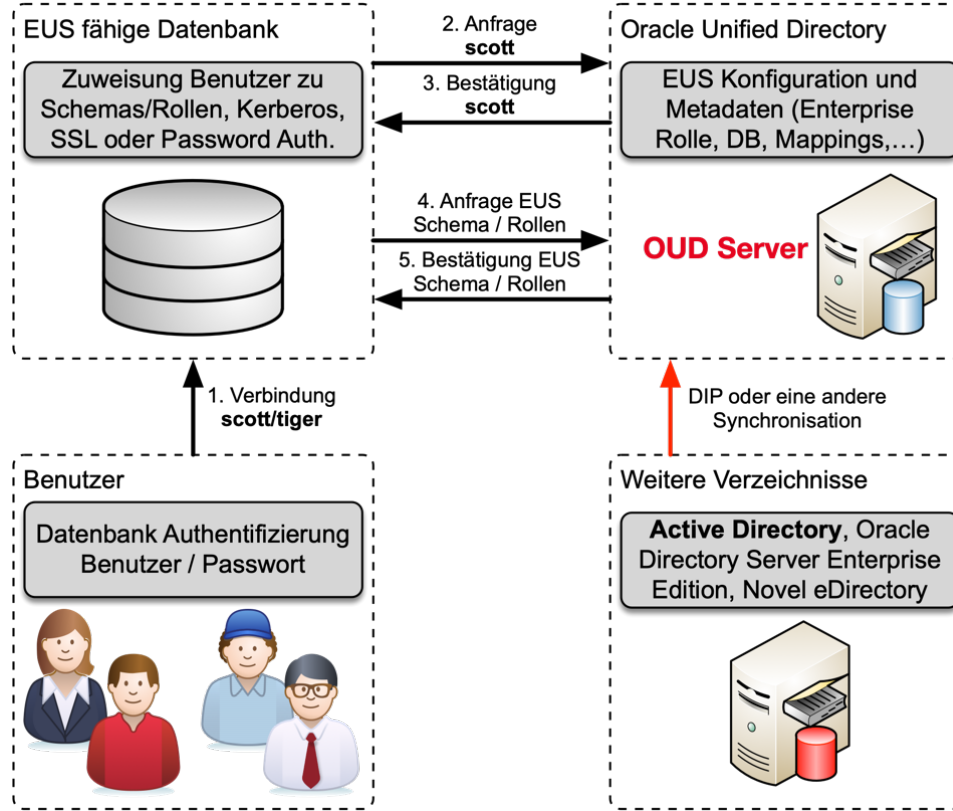 EUS fähige Datenbank
Zuweisung Benutzer zu
Schemas/Rollen, Kerberos,
SSL oder Password Auth.
2. Anfrage
scott
3. Bestätigung
scott
4. Anfrage EUS
Schema / Rollen
5. Bestätigung EUS
Schema / Rollen
Oracle Unified Directory
EUS Konfiguration und
Metadaten (Enterprise
Rolle, DB, Mappings,…)
OUD Server
1. Verbindung
scott/tiger
DIP oder eine andere
Synchronisation
Benutzer
Datenbank Authentifizierung
Benutzer / Passwort
Weitere Verzeichnisse
Active Directory, Oracle
Directory Server Enterprise
Edition, Novel eDirectory